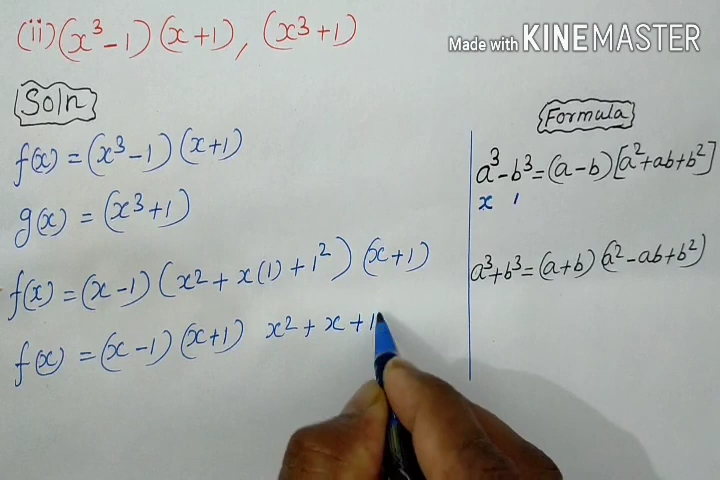 (ii) (x³-1) (x+1), (x³+1)
Made with KINEMASTER
Soln
f(x) = (x³-1) (x+1)
g(x) = (x³+1)
f(x) = (x-1) (x² + x(1) + 1²) (x+1)
f(x) = (x-1) (x+1) x² + x + 1
Formula
a³-b³ = (a-b) [a²+ab+b²]
x 1
a³+b³ = (a+b) (a²-ab+b²)